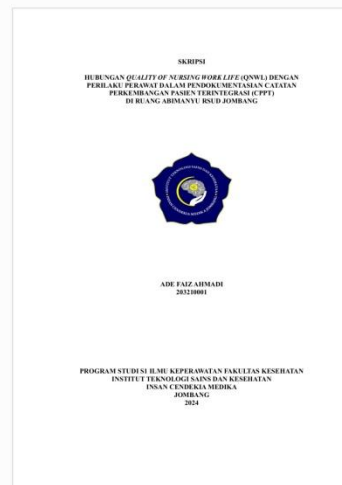 SKRIPSI
HUBUNGAN QUALITY OF NURSING WORK LIFE (QNWL) DENGAN
PERILAKU PERAWAT DALAM PENDOKUMENTASIAN CATATAN
PERKEMBANGAN PASIEN TERINTEGRASI (CPPT)
DI RUANG ABIMANYU RSUD JOMBANG
ADE FAIZ AHMADI
203210001
PROGRAM STUDI S1 ILMU KEPERAWATAN FAKULTAS KESEHATAN
INSTITUT TEKNOLOGI SAINS DAN KESEHATAN
INSAN CENDEKIA MEDIKA
JOMBANG
2024